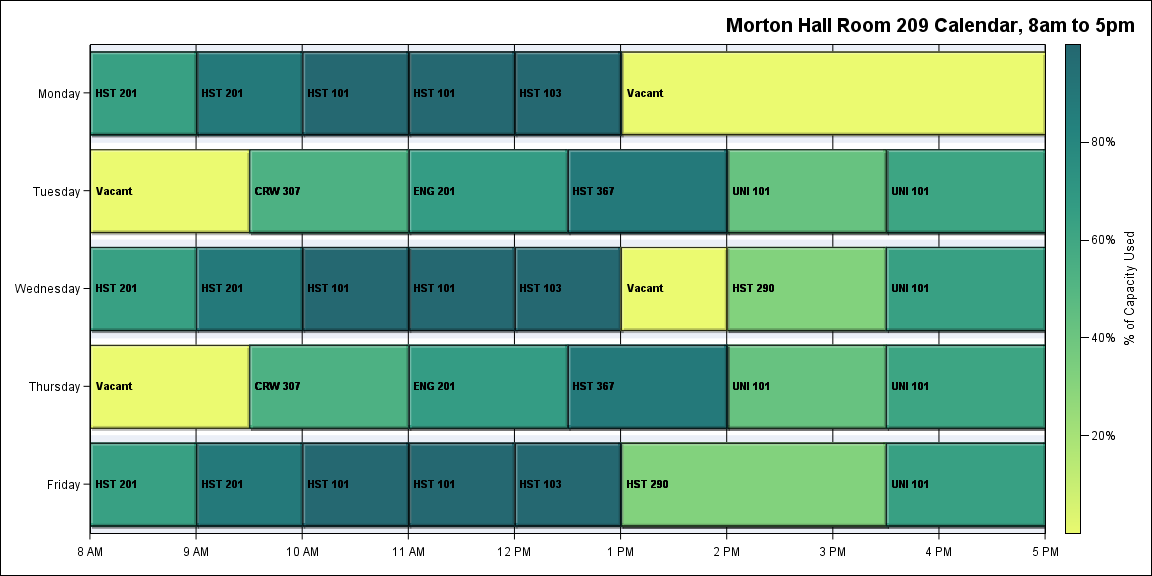 Morton Hall Room 209 Calendar, 8am to 5pm
Monday
HST 201
HST 201
HST 101
HST 101
HST 103
Vacant
Tuesday
Vacant
CRW 307
ENG 201
HST 367
UNI 101
UNI 101
Wednesday
HST 201
HST 201
HST 101
HST 101
HST 103
Vacant
HST 290
UNI 101
Thursday
Vacant
CRW 307
ENG 201
HST 367
UNI 101
UNI 101
Friday
HST 201
HST 201
HST 101
HST 101
HST 103
HST 290
UNI 101
8 AM
9 AM
10 AM
11 AM
12 PM
1 PM
2 PM
3 PM
4 PM
5 PM
80%
60%
40%
20%
% of Capacity Used